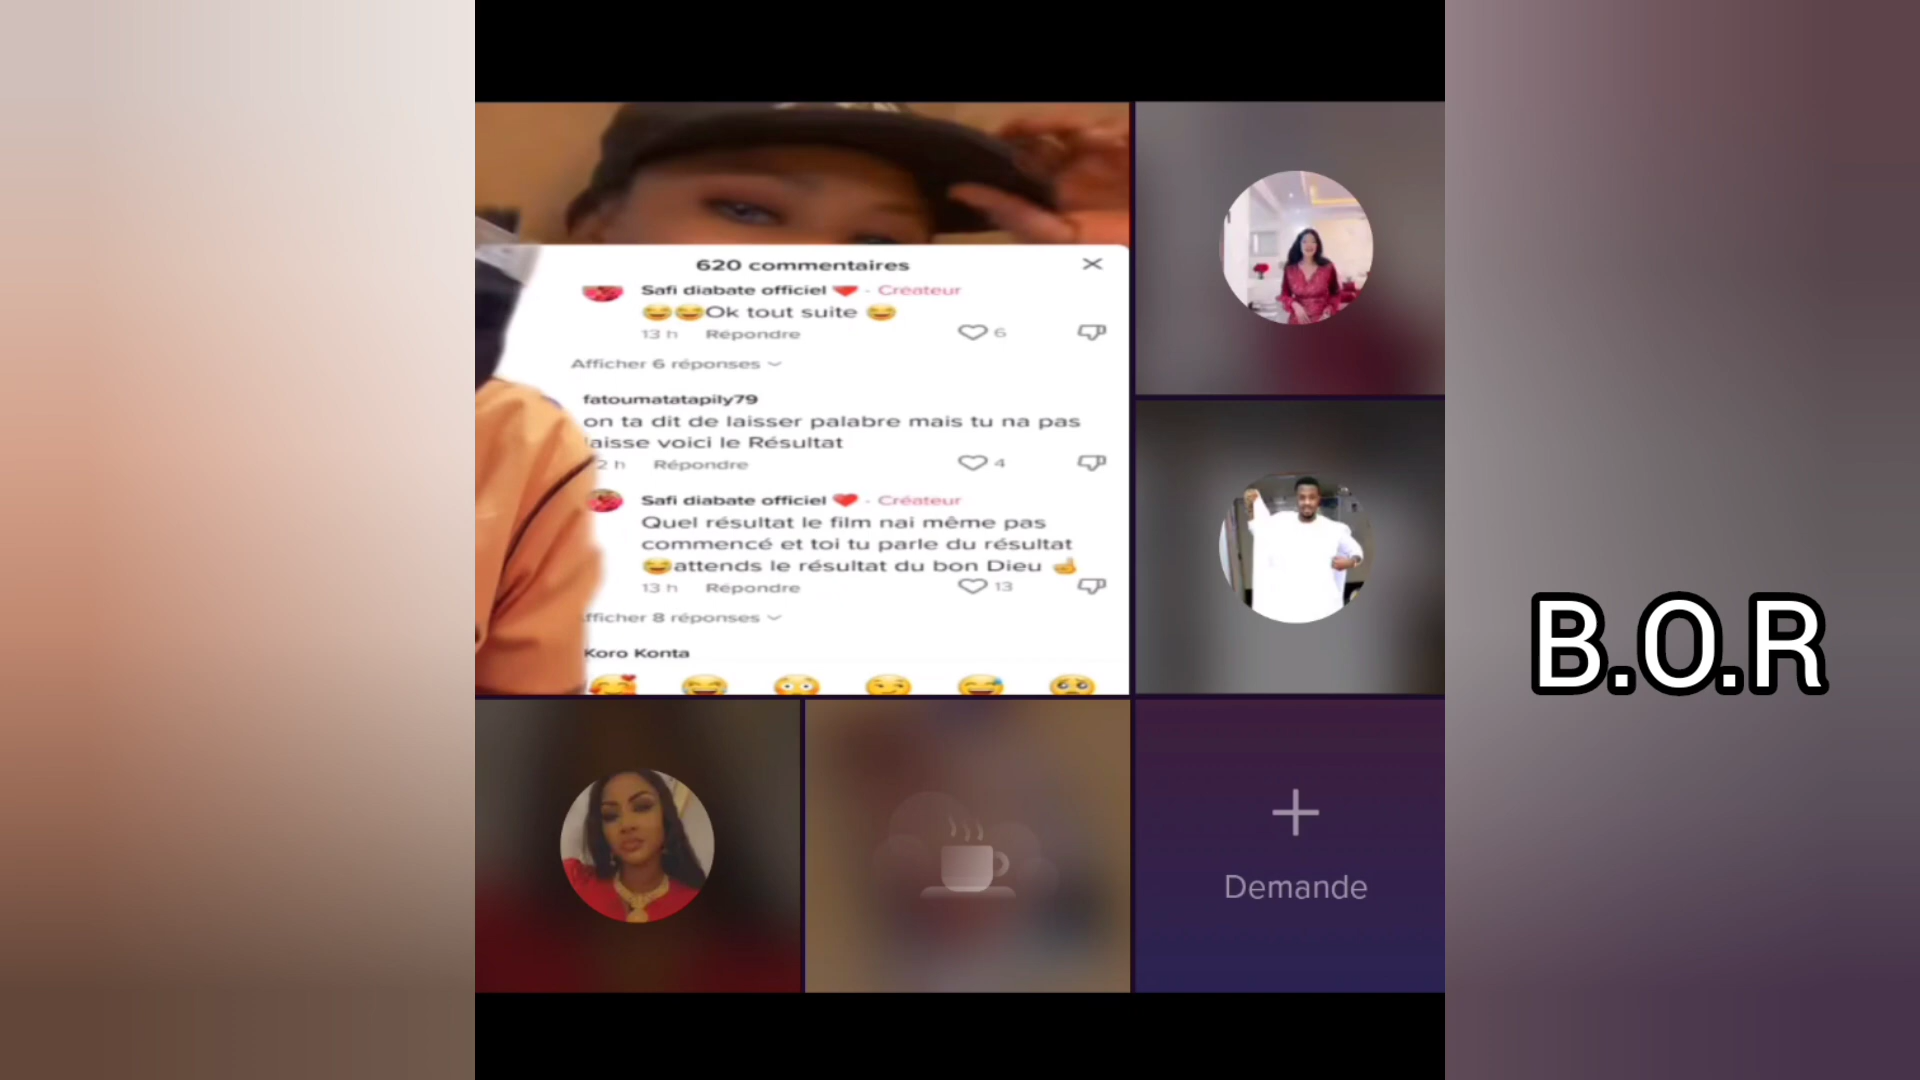 620 commentaires
Safi diabate officiel ❤️ · Créateur
😂😂Ok tout suite 😂
13 h Répondre 6
Afficher 6 réponses
fatoumatatapily79
on ta dit de laisser palabre mais tu na pas
laisse voici le Résultat
2 h Répondre 4
Safi diabate officiel ❤️ · Créateur
Quel résultat le film nai même pas
commencé et toi tu parle du résultat
😂attends le résultat du bon Dieu ☝️
13 h Répondre 13
fficher 8 réponses
Koro Konta
Demande
B.O.R